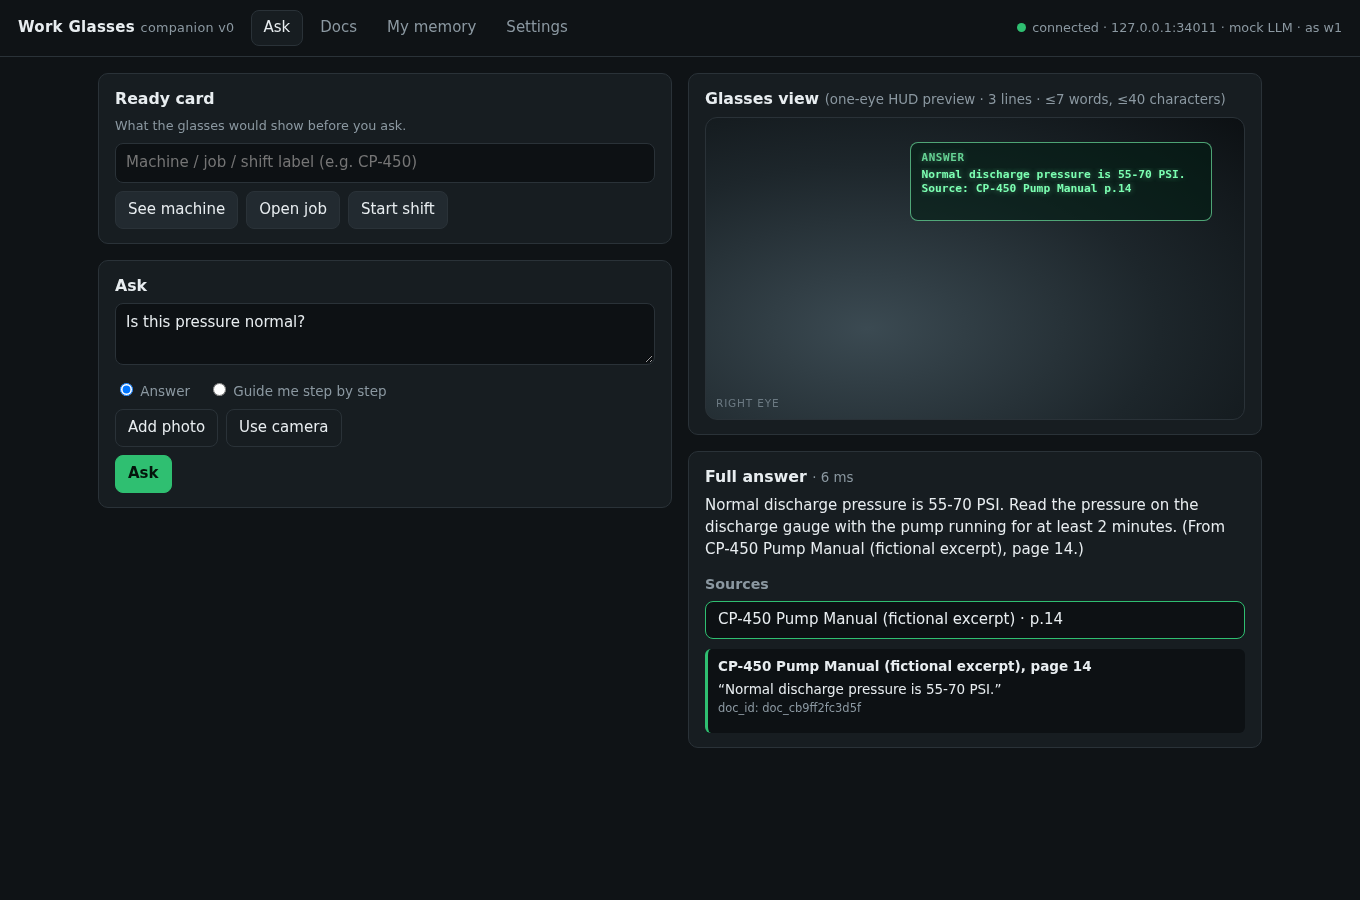 Work Glasses companion v0 Ask Docs My memory Settings connected · 127.0.0.1:34011 · mock LLM · as w1
Ready card
What the glasses would show before you ask.
Machine / job / shift label (e.g. CP-450)
See machine Open job Start shift
Ask
Is this pressure normal?
Answer Guide me step by step
Add photo Use camera
Ask
Glasses view (one-eye HUD preview · 3 lines · ≤7 words, ≤40 characters)
ANSWER
Normal discharge pressure is 55-70 PSI.
Source: CP-450 Pump Manual p.14
RIGHT EYE
Full answer · 6 ms
Normal discharge pressure is 55-70 PSI. Read the pressure on the
discharge gauge with the pump running for at least 2 minutes. (From
CP-450 Pump Manual (fictional excerpt), page 14.)
Sources
CP-450 Pump Manual (fictional excerpt) · p.14
CP-450 Pump Manual (fictional excerpt), page 14
“Normal discharge pressure is 55-70 PSI.”
doc_id: doc_cb9ff2fc3d5f